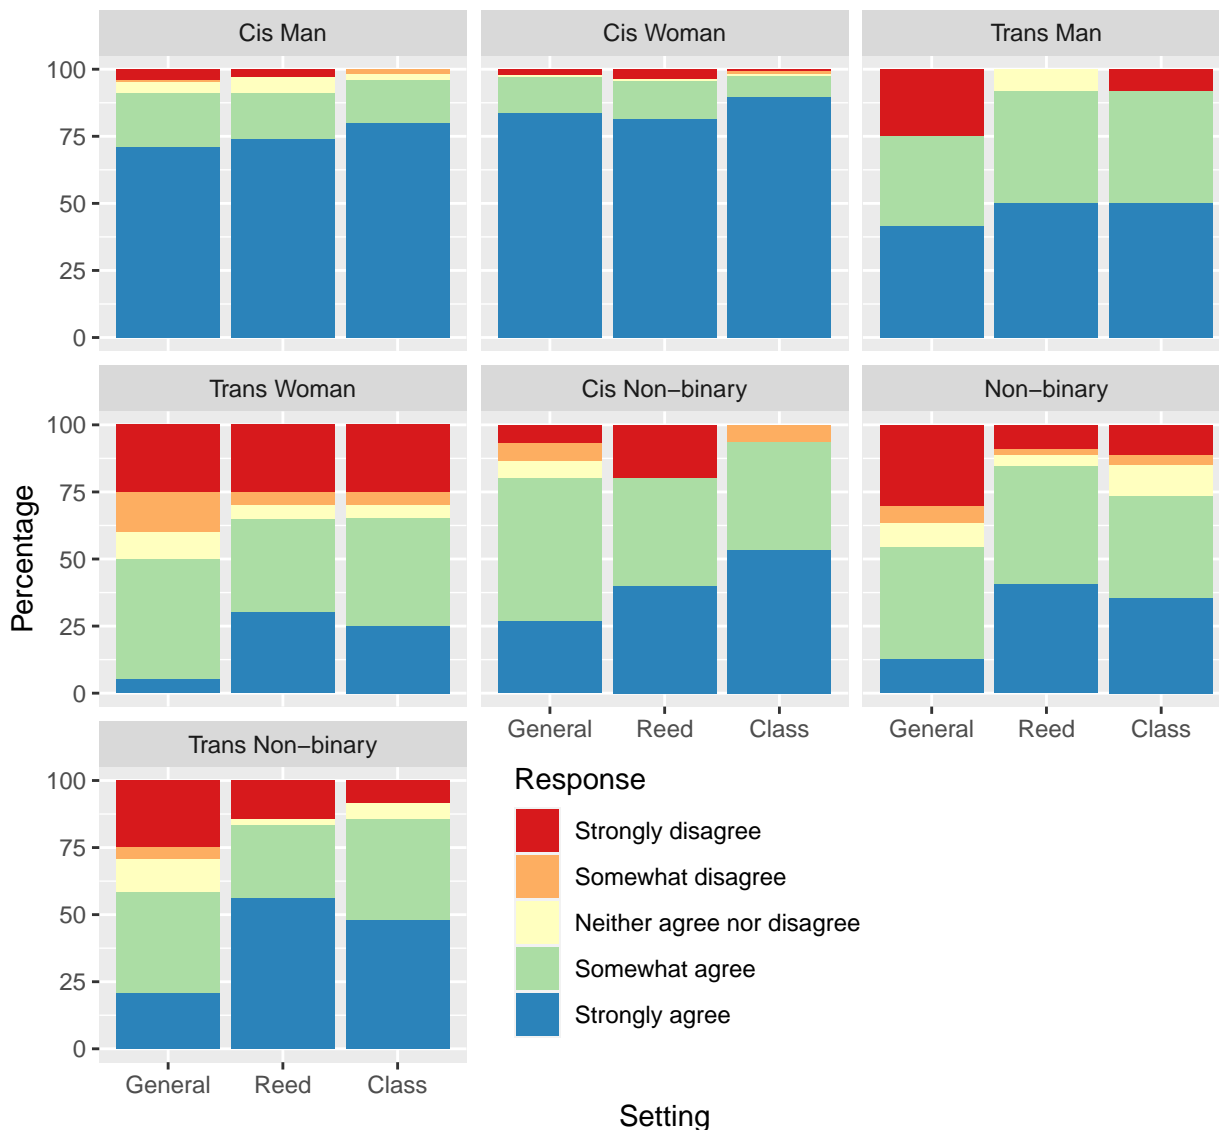 Cis Man
Cis Woman
Trans Man
100
75
50
25
0
Trans Woman
Cis Non−binary
Non−binary
100
75
50
25
0
Percentage
General Reed Class
General Reed Class
Trans Non−binary
100
75
50
25
0
General Reed Class
Response
Strongly disagree
Somewhat disagree
Neither agree nor disagree
Somewhat agree
Strongly agree
Setting